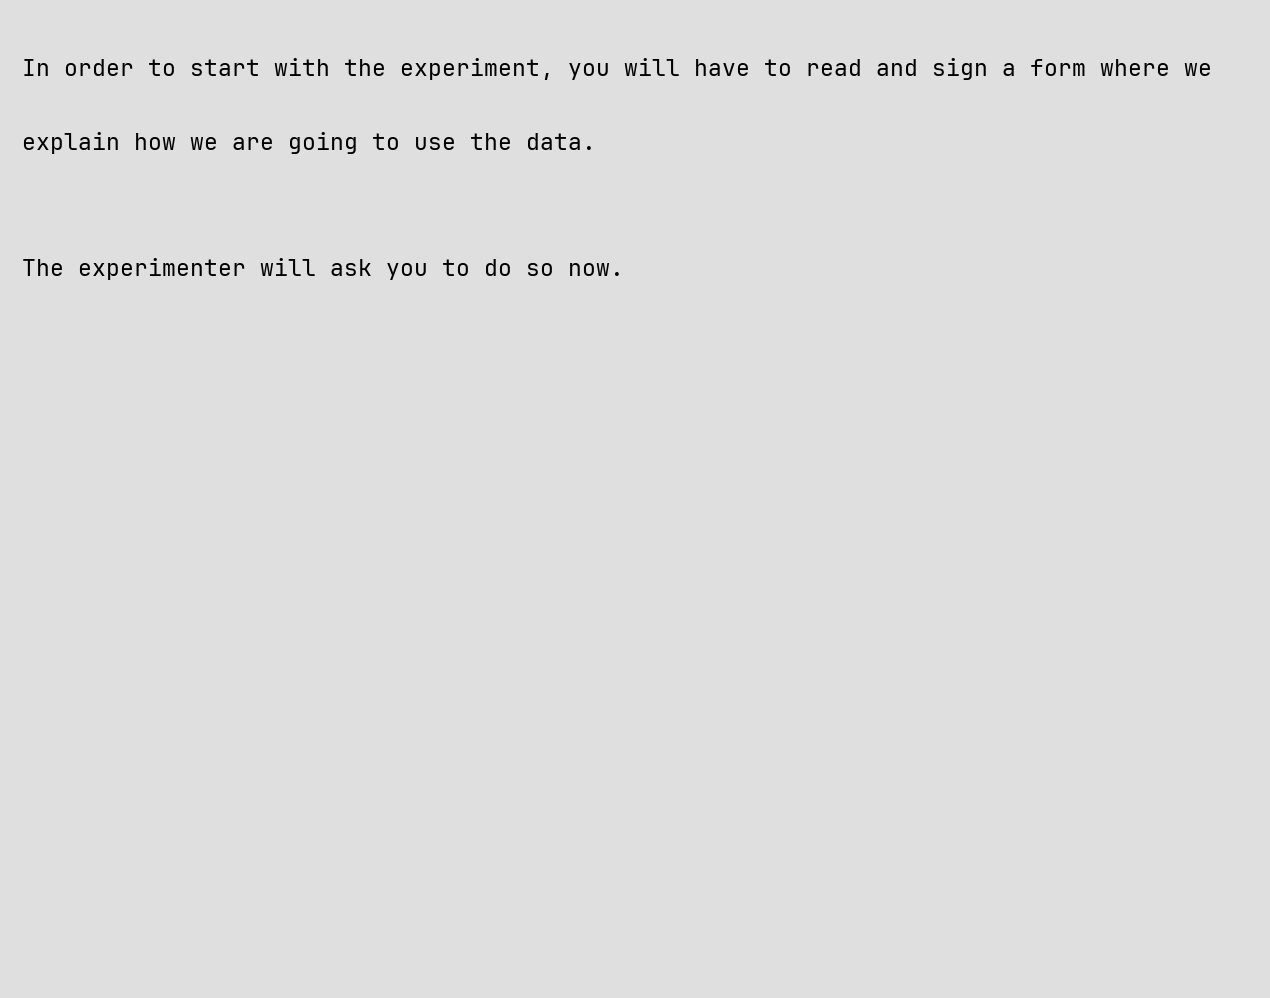 In order to start with the experiment, you will have to read and sign a form where we
explain how we are going to use the data.
The experimenter will ask you to do so now.